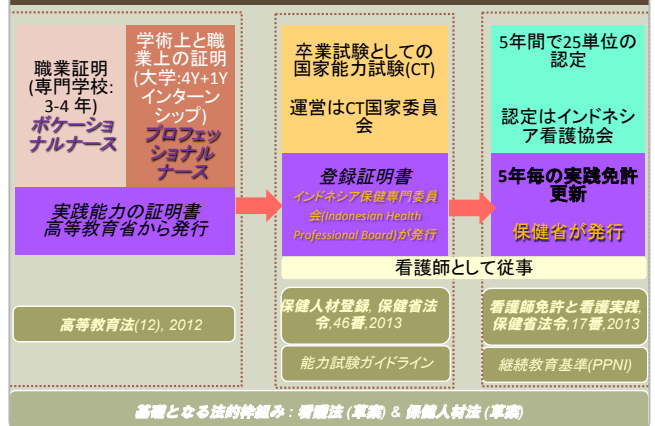 職業証明
(専門学校:
3-4 年)
ボケーショ
ナルナース
学術上と職
業上の証明
(大学:4Y+1Y
インターン
シップ)
プロフェッ
ショナル
ナース
実践能力の証明書
高等教育省から発行
高等教育法(12), 2012
卒業試験としての
国家能力試験(CT)
運営はCT国家委員
会
登録証明書
インドネシア保健専門委員
会(Indonesian Health
Professional Board)が発行
5年間で25単位の
認定
認定はインドネシ
ア看護協会
5年毎の実践免許
更新
保健省が発行
看護師として従事
保健人材登録, 保健省法
令,46番,2013
能力試験ガイドライン
看護師免許と看護実践,
保健省法令,17番,2013
継続教育基準(PPNI)
基礎となる法的枠組み : 看護法 (草案) & 保健人材法 (草案)